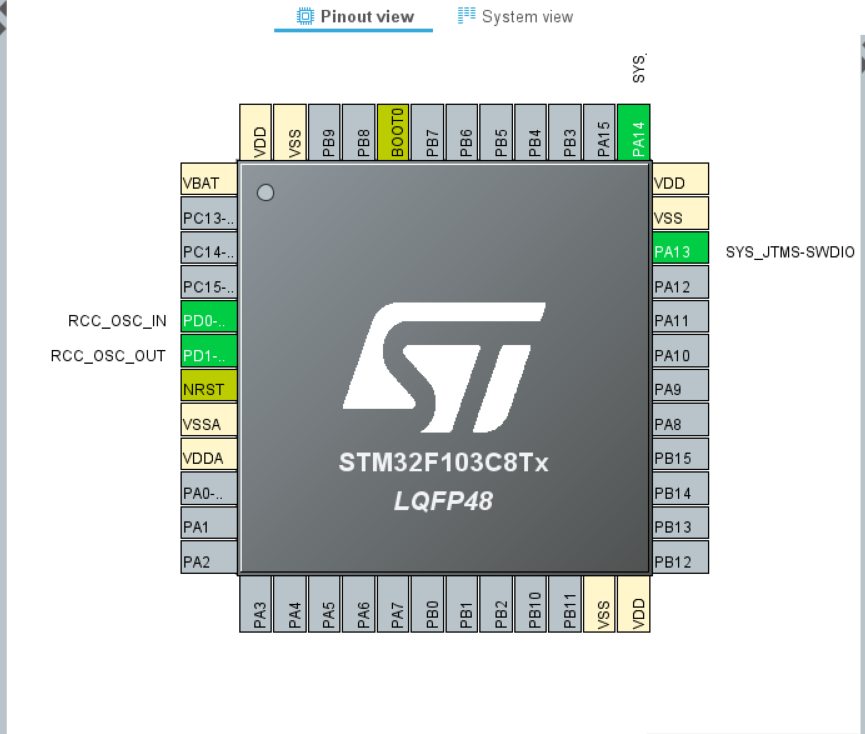 Pinout view
System view
SYS.
VDD
VSS
PB9
PB8
BOOT0
PB7
PB6
PB5
PB4
PB3
PA15
PA14
VBAT
PC13-..
PC14-..
PC15-..
RCC_OSC_IN PD0-..
RCC_OSC_OUT PD1-..
NRST
VSSA
VDDA
PA0-..
PA1
PA2
VDD
VSS
PA13 SYS_JTMS-SWDIO
PA12
PA11
PA10
PA9
PA8
PB15
PB14
PB13
PB12
ST
STM32F103C8Tx
LQFP48
PA3
PA4
PA5
PA6
PA7
PB0
PB1
PB2
PB10
PB11
VSS
VDD